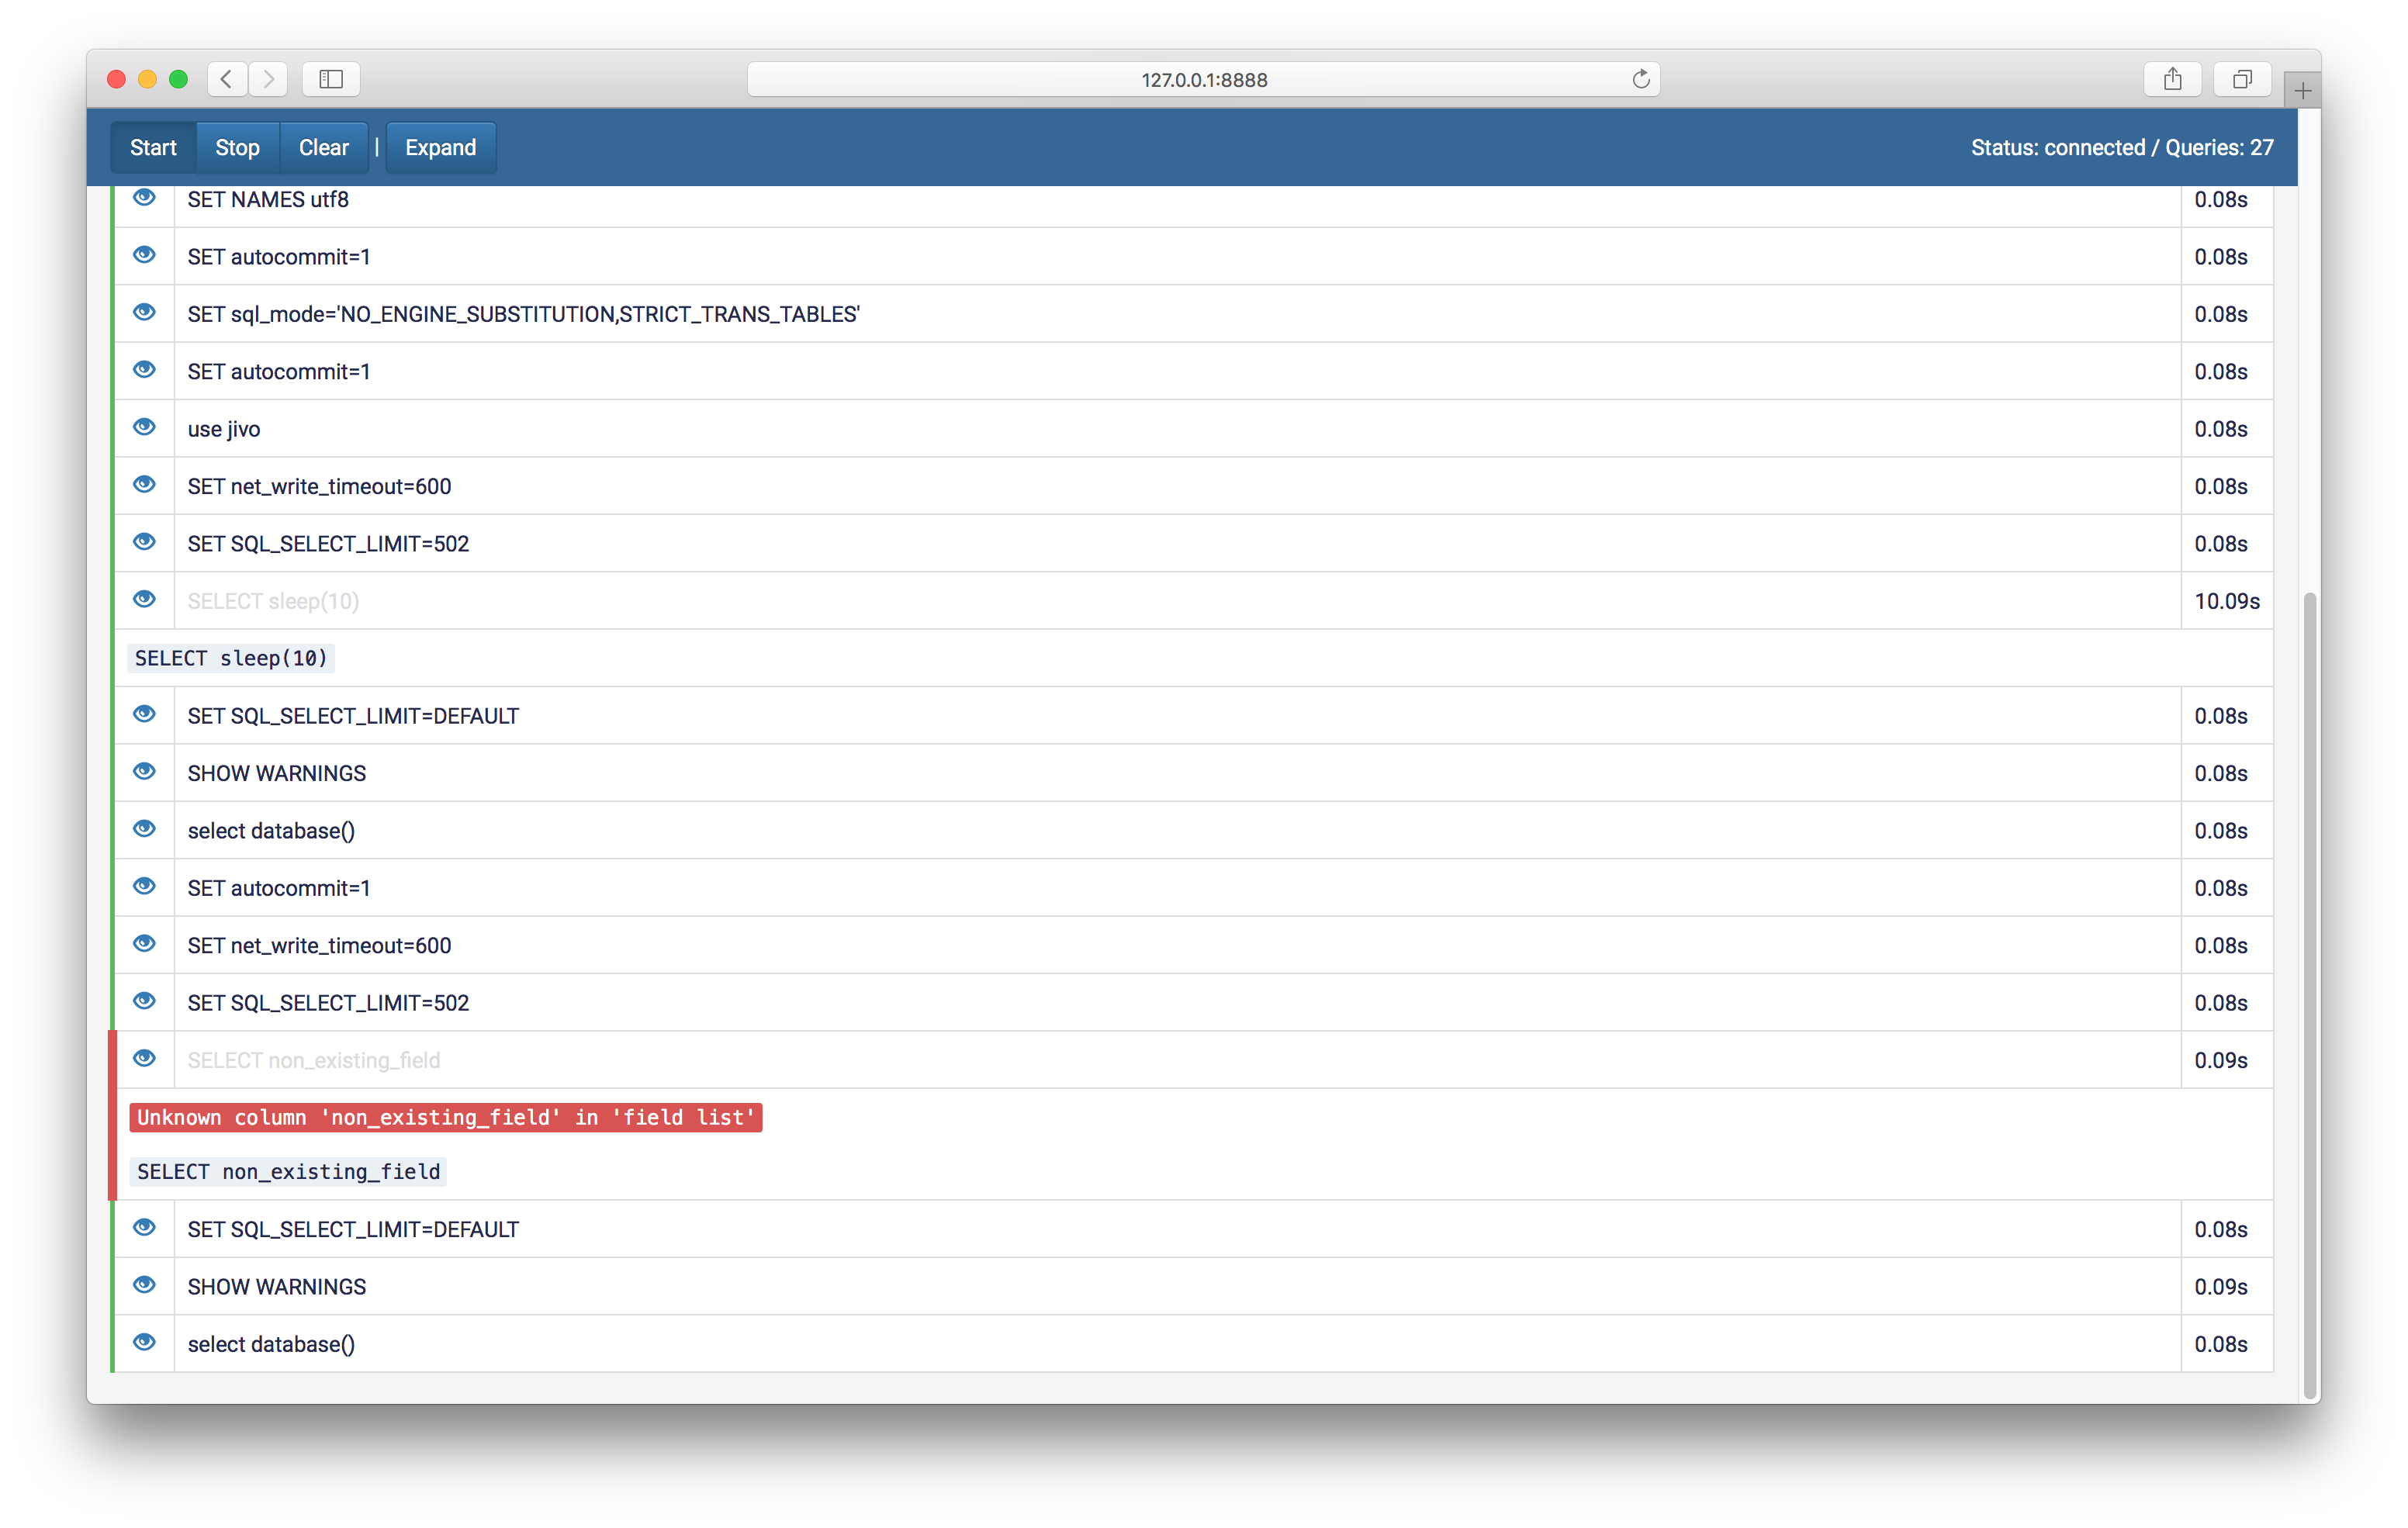 127.0.0.1:8888
Start Stop Clear | Expand Status: connected / Queries: 27
SET NAMES utf8 0.08s
SET autocommit=1 0.08s
SET sql_mode='NO_ENGINE_SUBSTITUTION,STRICT_TRANS_TABLES' 0.08s
SET autocommit=1 0.08s
use jivo 0.08s
SET net_write_timeout=600 0.08s
SET SQL_SELECT_LIMIT=502 0.08s
SELECT sleep(10) 10.09s
SELECT sleep(10)
SET SQL_SELECT_LIMIT=DEFAULT 0.08s
SHOW WARNINGS 0.08s
select database() 0.08s
SET autocommit=1 0.08s
SET net_write_timeout=600 0.08s
SET SQL_SELECT_LIMIT=502 0.08s
SELECT non_existing_field 0.09s
Unknown column 'non_existing_field' in 'field list'
SELECT non_existing_field
SET SQL_SELECT_LIMIT=DEFAULT 0.08s
SHOW WARNINGS 0.09s
select database() 0.08s